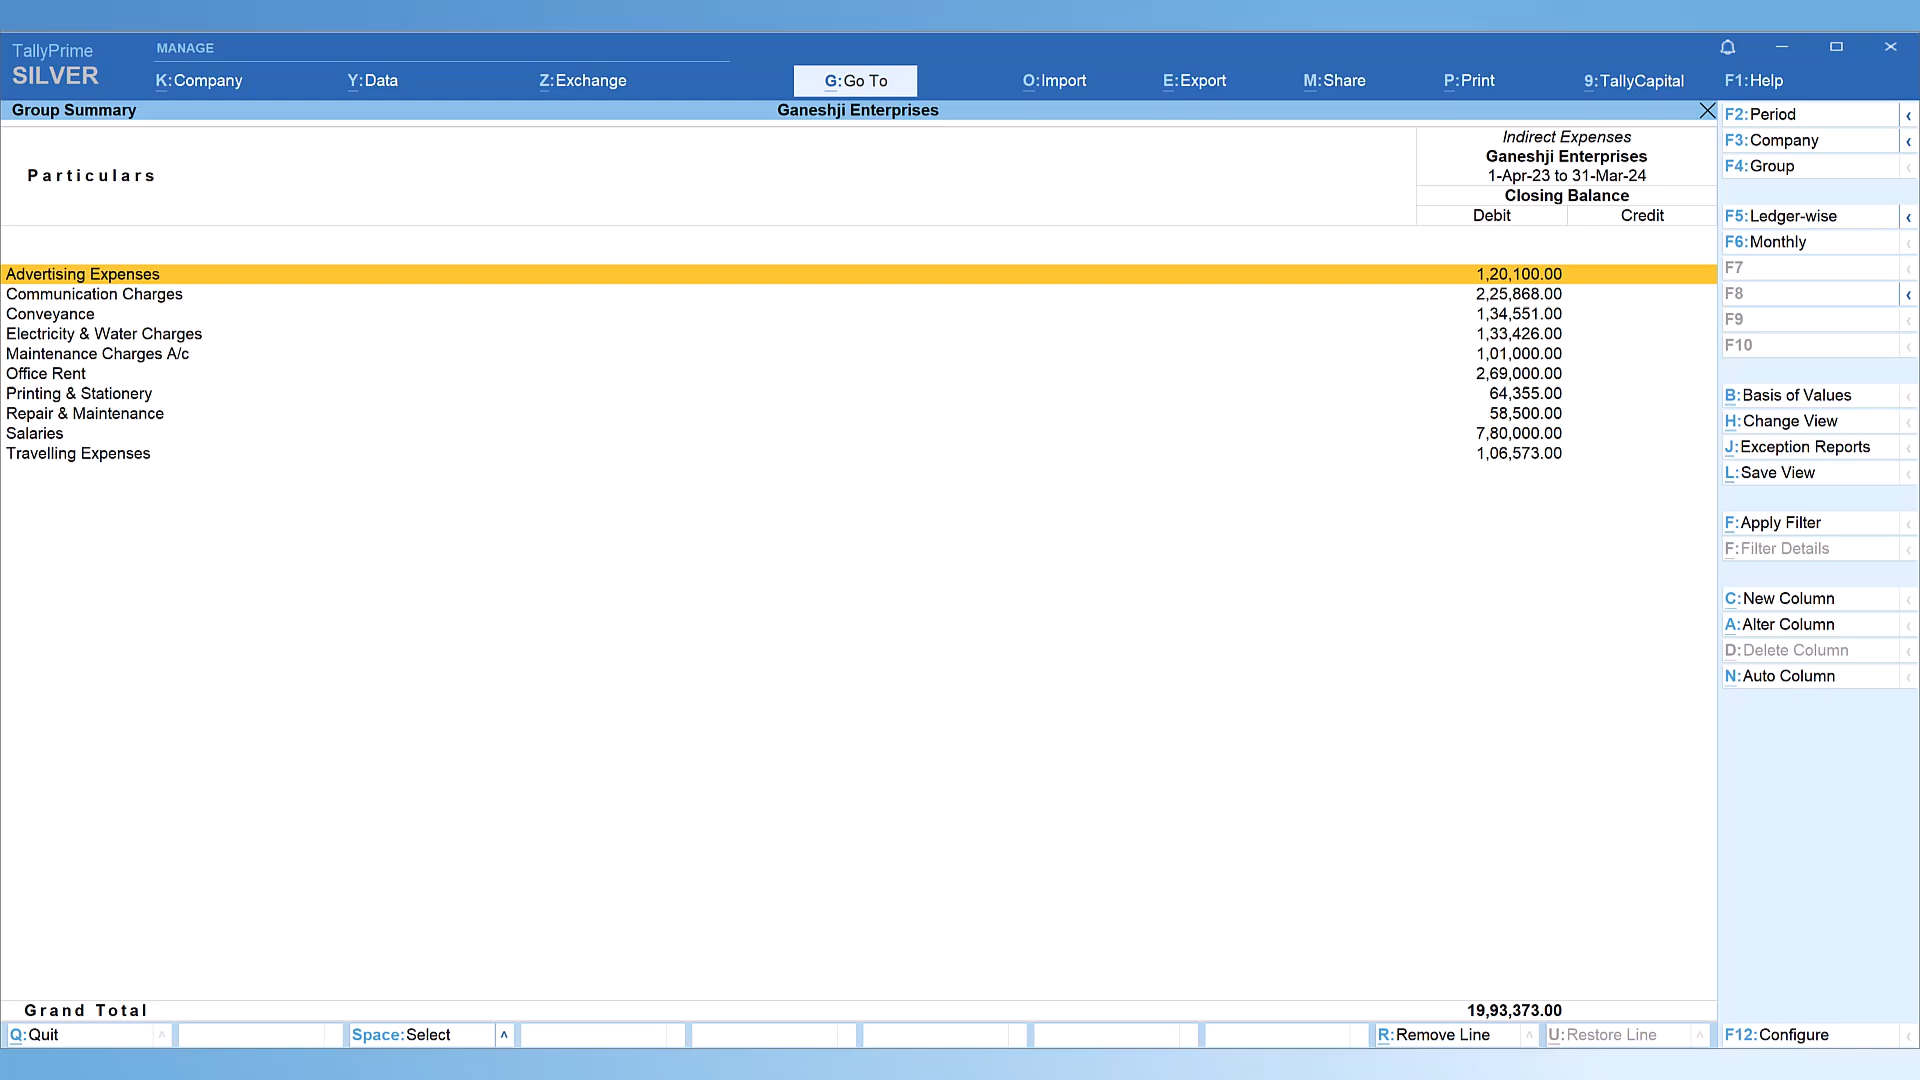 TallyPrime
SILVER
MANAGE
K:Company Y:Data Z:Exchange G:Go To O:Import E:Export M:Share P:Print 9:TallyCapital F1:Help
Group Summary Ganeshji Enterprises
Particulars
Indirect Expenses
Ganeshji Enterprises
1-Apr-23 to 31-Mar-24
Closing Balance
Debit Credit
Advertising Expenses 1,20,100.00
Communication Charges 2,25,868.00
Conveyance 1,34,551.00
Electricity & Water Charges 1,33,426.00
Maintenance Charges A/c 1,01,000.00
Office Rent 2,69,000.00
Printing & Stationery 64,355.00
Repair & Maintenance 58,500.00
Salaries 7,80,000.00
Travelling Expenses 1,06,573.00
Grand Total 19,93,373.00
F2:Period
F3:Company
F4:Group
F5:Ledger-wise
F6:Monthly
F7
F8
F9
F10
B:Basis of Values
H:Change View
J:Exception Reports
L:Save View
F:Apply Filter
F:Filter Details
C:New Column
A:Alter Column
D:Delete Column
N:Auto Column
Q:Quit Space:Select R:Remove Line U:Restore Line F12:Configure